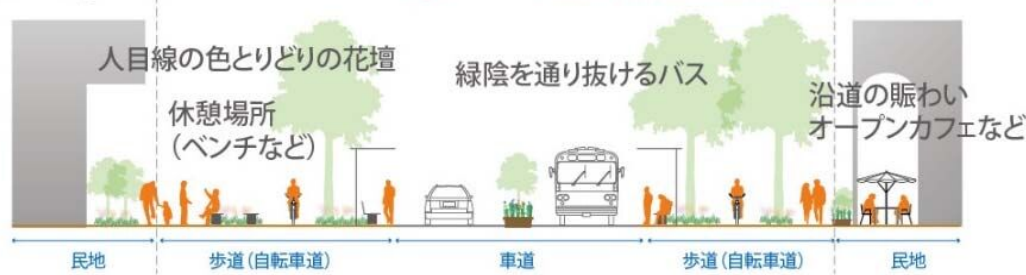 人目線の色とりどりの花壇
緑陰を通り抜けるバス
休憩場所
（ベンチなど）
沿道の賑わい
オープンカフェなど
民地
歩道（自転車道）
車道
歩道（自転車道）
民地